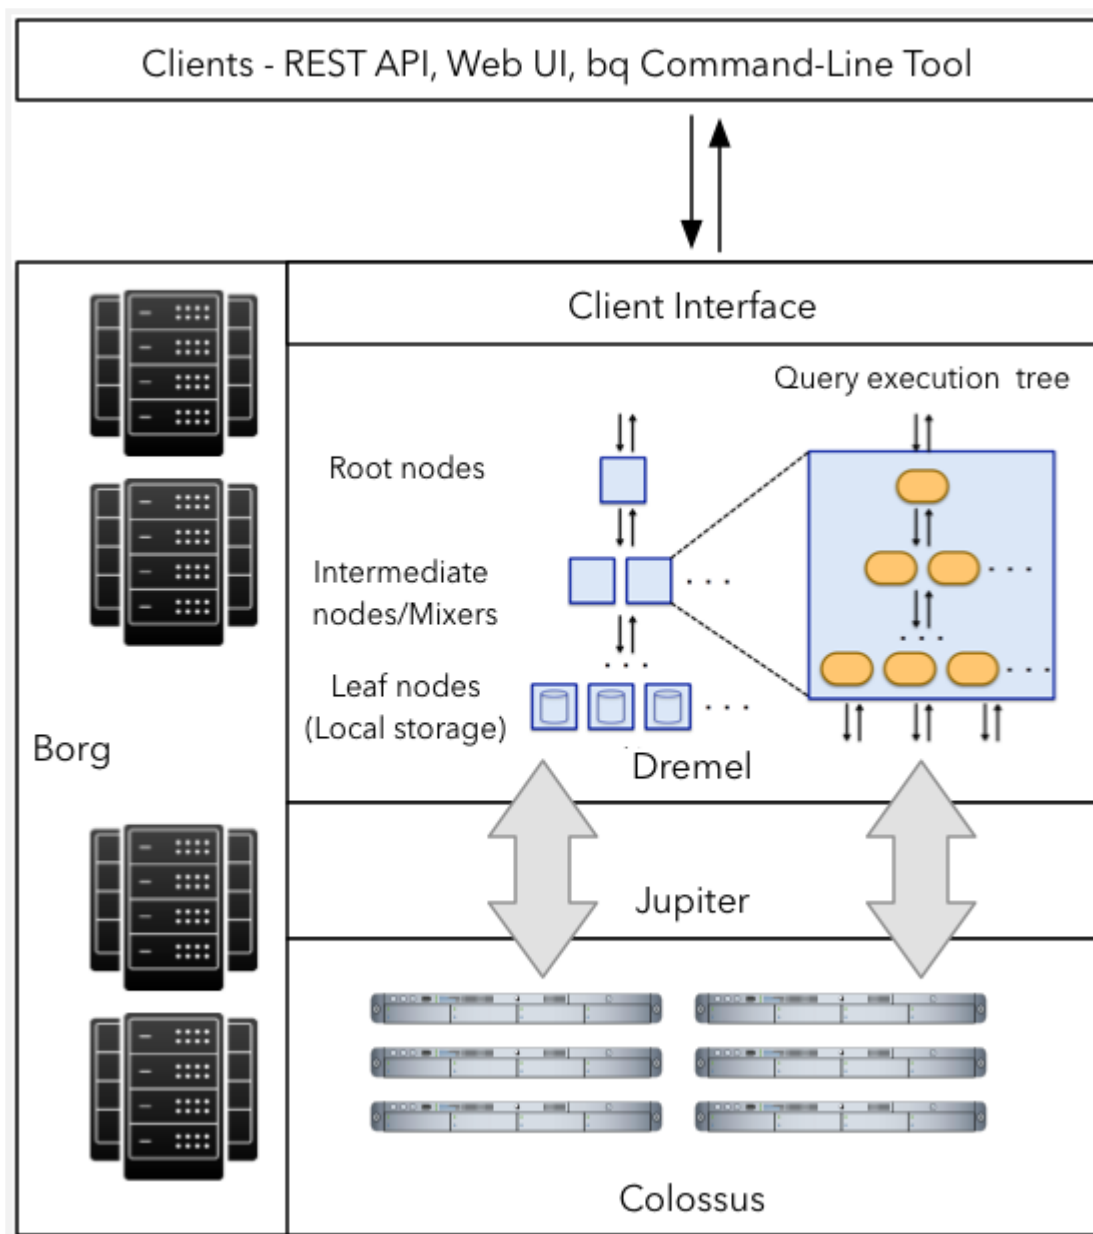 Clients - REST API, Web UI, bq Command-Line Tool
Client Interface
Query execution tree
Root nodes
Intermediate
nodes/Mixers
Leaf nodes
(Local storage)
Borg
Dremel
Jupiter
Colossus